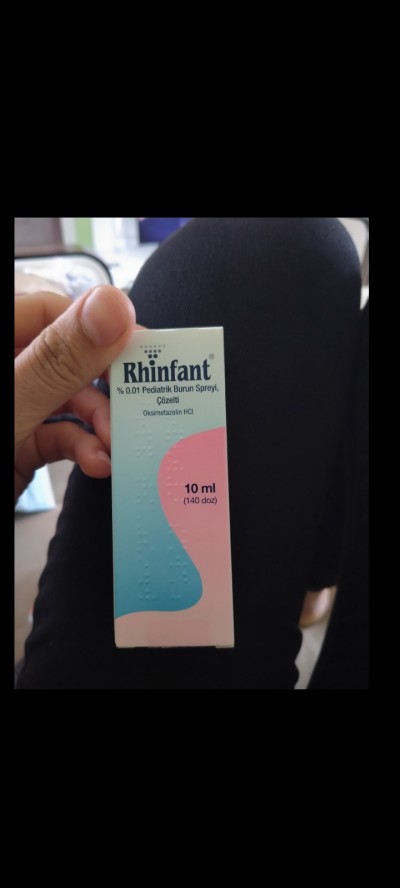 Rhinfant®
% 0.01 Pediatrik Burun Spreyi,
Çözelti
Oksimetazolin HCl
10 ml
(140 doz)